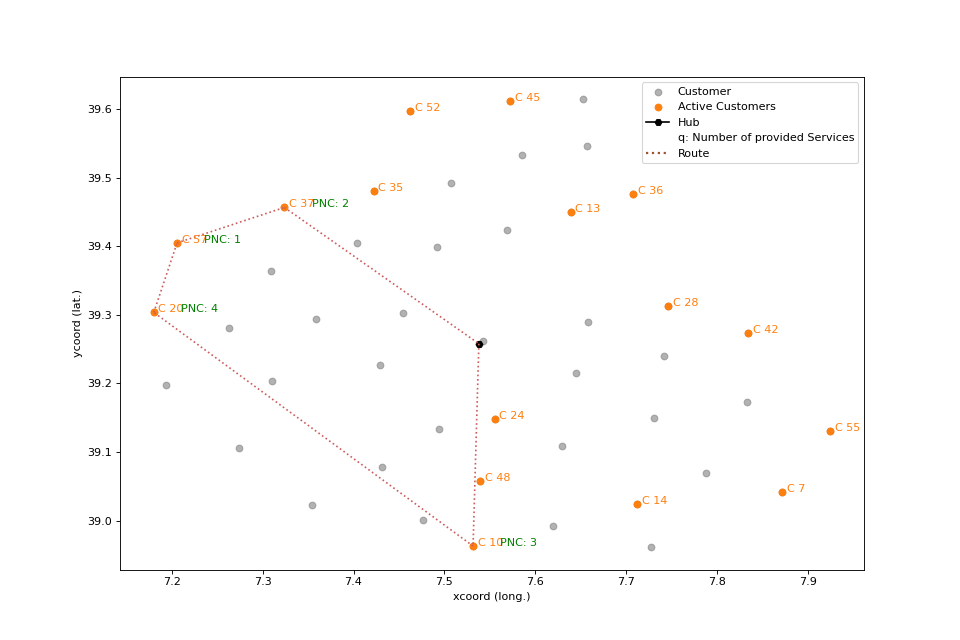 39.6
39.5
39.4
39.3
39.2
39.1
39.0
ycoord (lat.)
7.2 7.3 7.4 7.5 7.6 7.7 7.8 7.9
xcoord (long.)
Customer
Active Customers
Hub
q: Number of provided Services
Route
C 52
C 45
C 35
C 36
C 13
C 37 PNC: 2
C 57 PNC: 1
C 20 PNC: 4
C 28
C 42
C 24
C 55
C 48
C 7
C 14
C 10 PNC: 3